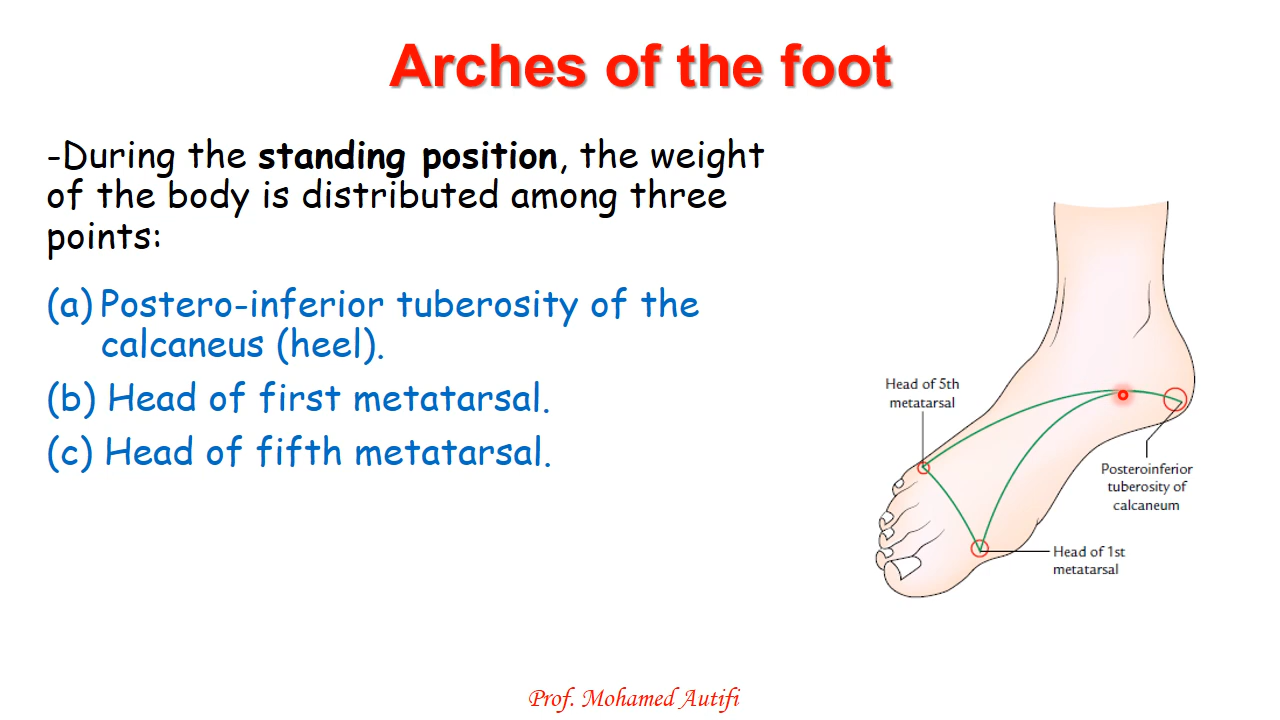 Arches of the foot
-During the standing position, the weight
of the body is distributed among three
points:
(a) Postero-inferior tuberosity of the
calcaneus (heel).
(b) Head of first metatarsal.
(c) Head of fifth metatarsal.
Head of 5th
metatarsal
Posteroinferior
tuberosity of
calcaneum
Head of 1st
metatarsal
Prof. Mohamed Autifi